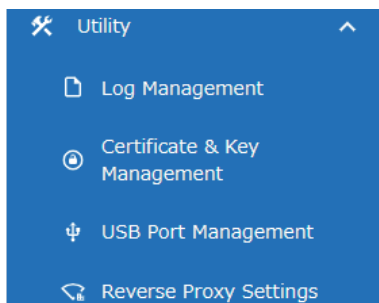 Utility
Log Management
Certificate & Key
Management
USB Port Management
Reverse Proxy Settings